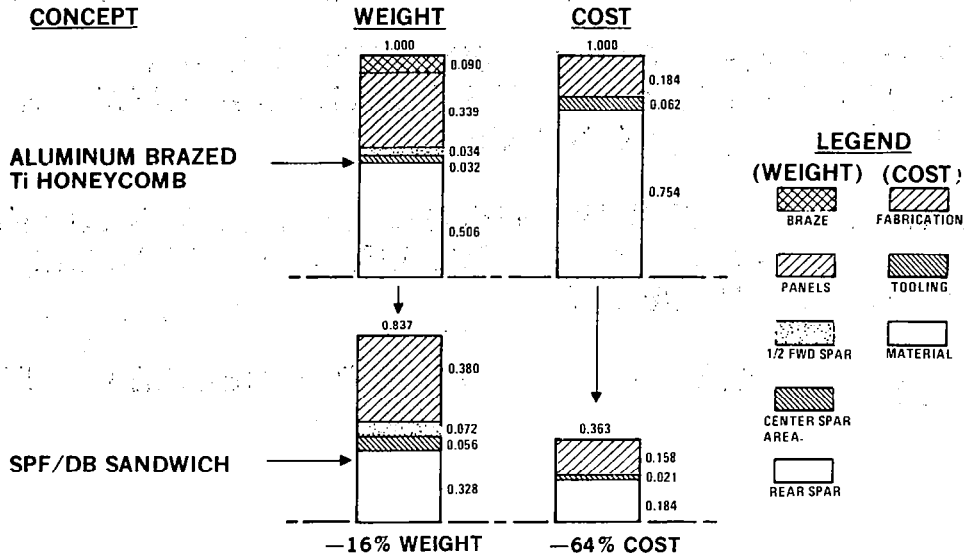 CONCEPT
WEIGHT
COST
1.000
0.090
0.339
0.034
0.032
0.506
1.000
0.184
0.062
0.754
ALUMINUM BRAZED
Ti HONEYCOMB
0.837
0.380
0.072
0.056
0.328
0.363
0.158
0.021
0.184
SPF/DB SANDWICH
—16% WEIGHT
—64% COST
LEGEND
(WEIGHT) (COST)
BRAZE
FABRICATION
PANELS
TOOLING
1/2 FWD SPAR
MATERIAL
CENTER SPAR
AREA.
REAR SPAR